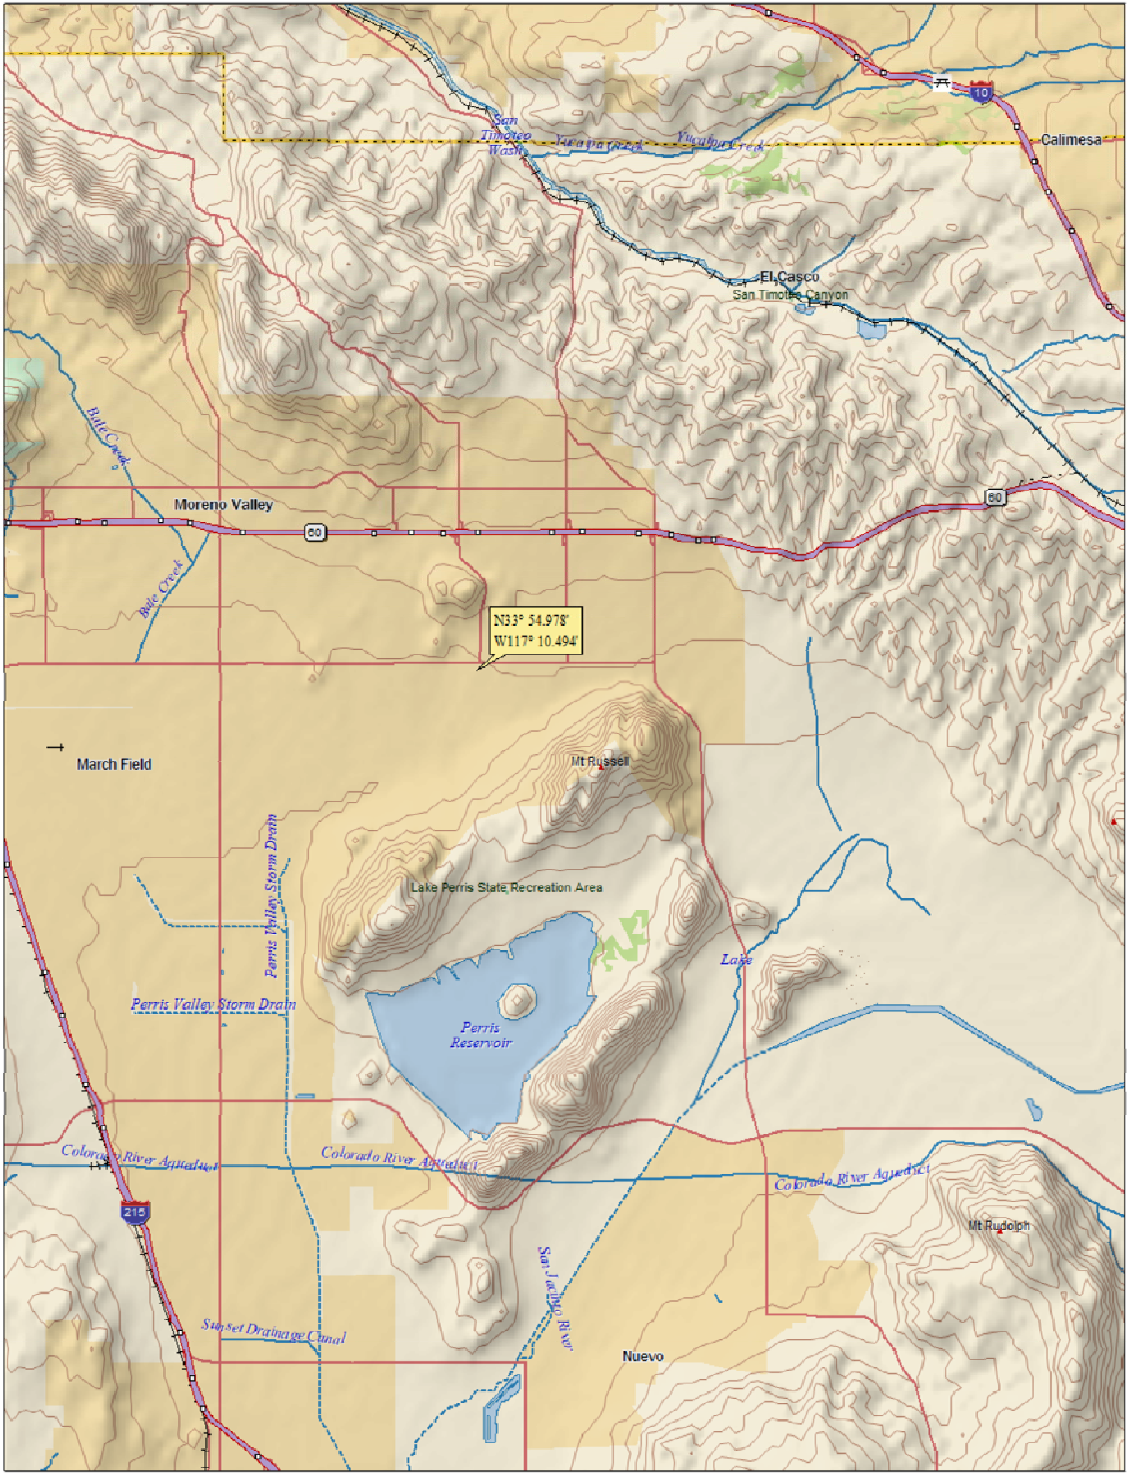 10
Calimesa
San
Timoteo
Wash
Yucaipa Creek
Yucaipa Creek
El Casco
San Timoteo Canyon
Bale Creek
Moreno Valley
60
60
Bale Creek
N33° 54.978'
W117° 10.494'
March Field
Mt Russell
Perris Valley Storm Drain
Lake Perris State Recreation Area
Lake
Perris Valley Storm Drain
Perris
Reservoir
Colorado River Aqueduct
Colorado River Aqueduct
Colorado River Aqueduct
215
Mt Rudolph
San Jacinto River
Sunset Drainage Canal
Nuevo